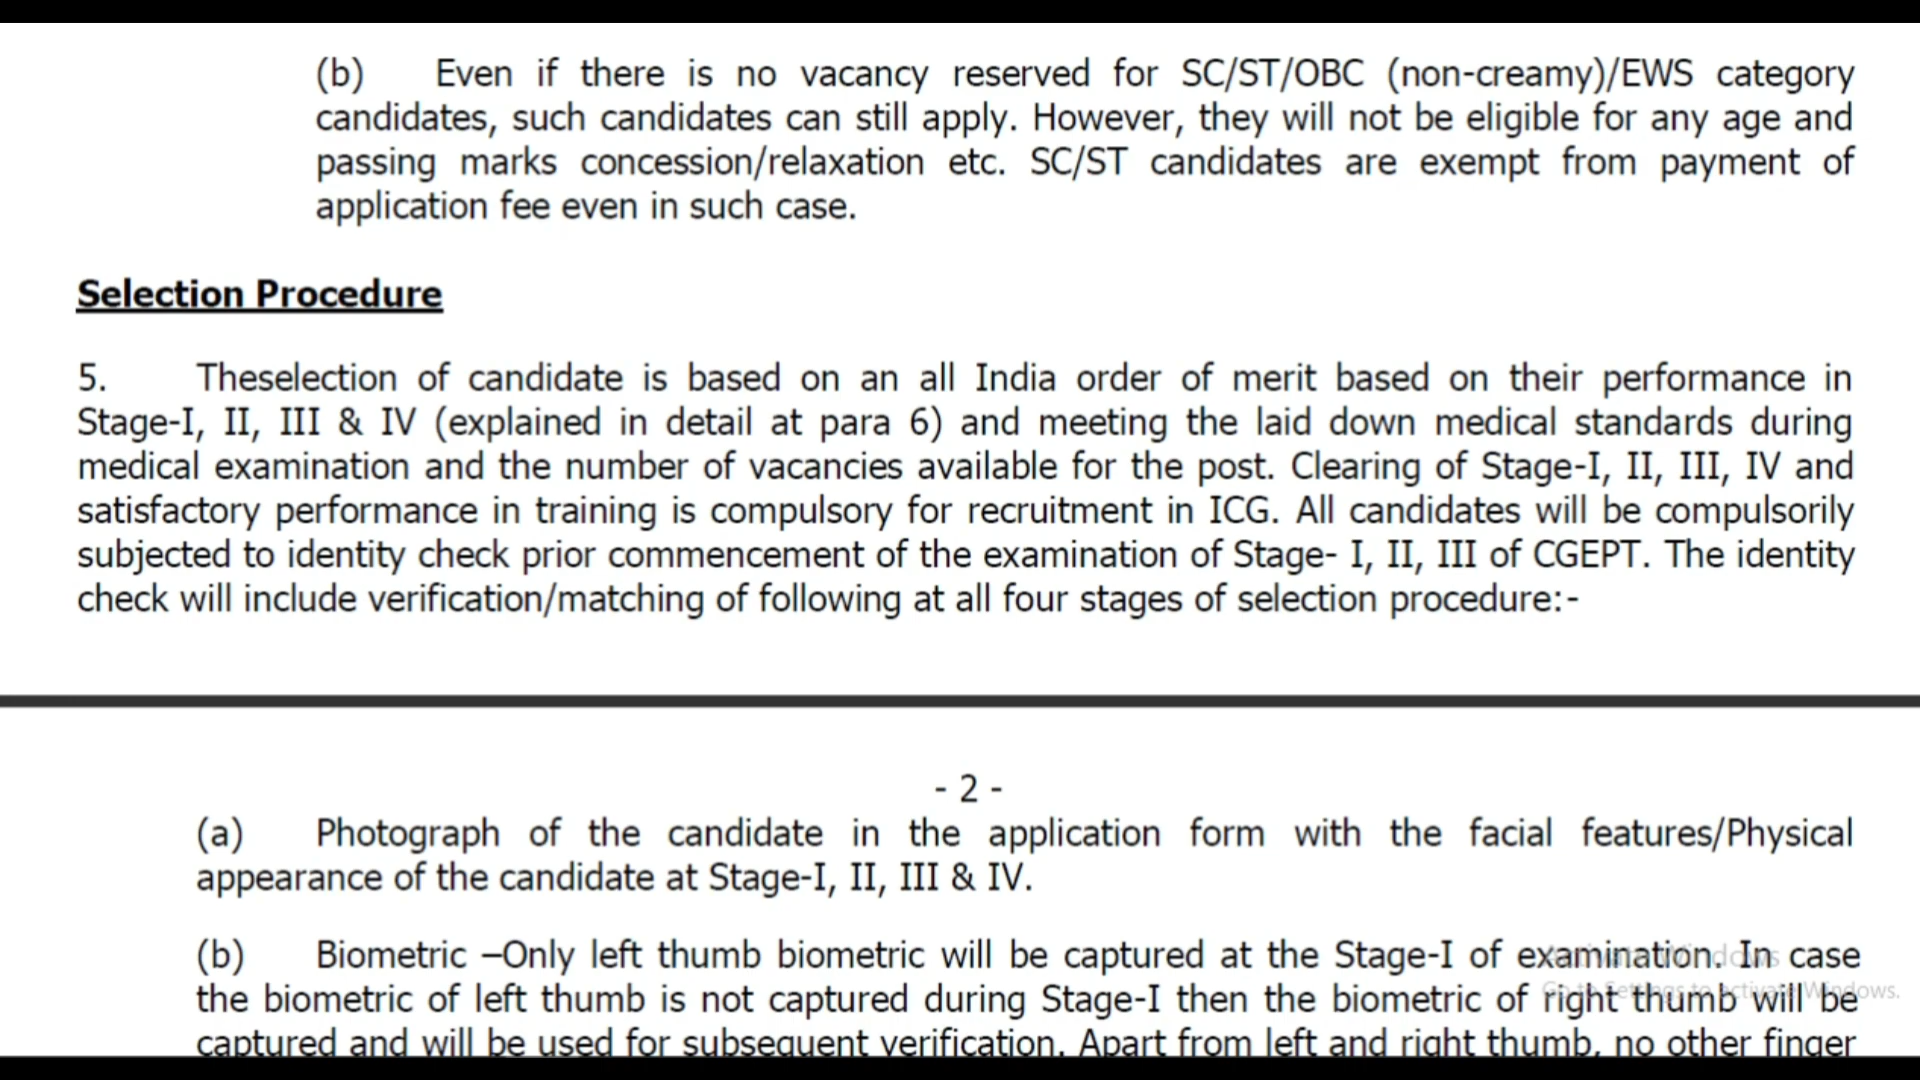 (b) Even if there is no vacancy reserved for SC/ST/OBC (non-creamy)/EWS category
candidates, such candidates can still apply. However, they will not be eligible for any age and
passing marks concession/relaxation etc. SC/ST candidates are exempt from payment of
application fee even in such case.
Selection Procedure
5. Theselection of candidate is based on an all India order of merit based on their performance in
Stage-I, II, III & IV (explained in detail at para 6) and meeting the laid down medical standards during
medical examination and the number of vacancies available for the post. Clearing of Stage-I, II, III, IV and
satisfactory performance in training is compulsory for recruitment in ICG. All candidates will be compulsorily
subjected to identity check prior commencement of the examination of Stage- I, II, III of CGEPT. The identity
check will include verification/matching of following at all four stages of selection procedure:-
- 2 -
(a) Photograph of the candidate in the application form with the facial features/Physical
appearance of the candidate at Stage-I, II, III & IV.
(b) Biometric –Only left thumb biometric will be captured at the Stage-I of examination. In case
the biometric of left thumb is not captured during Stage-I then the biometric of right thumb will be
captured and will be used for subsequent verification. Apart from left and right thumb, no other finger
Activate Windows
Go to Settings to activate Windows.